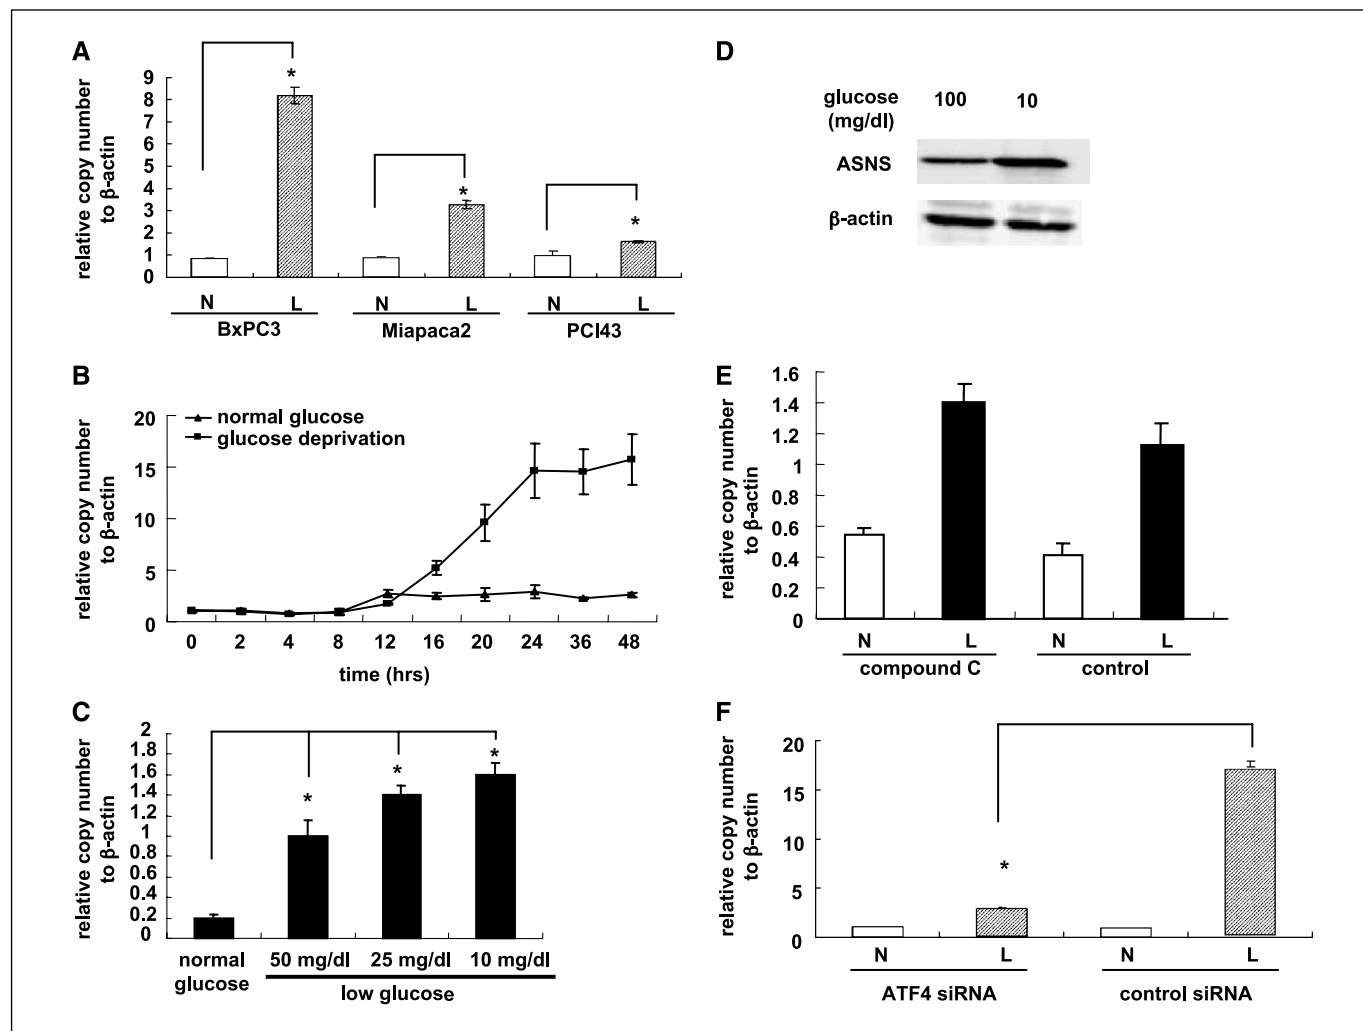 A
relative copy number
to β-actin
9
8
7
6
5
4
3
2
1
0
*
*
*
N L N L N L
BxPC3 Miapaca2 PCI43
B
relative copy number
to β-actin
20
15
10
5
0
normal glucose
glucose deprivation
0 2 4 8 12 16 20 24 36 48
time (hrs)
C
relative copy number
to β-actin
2
1.8
1.6
1.4
1.2
1
0.8
0.6
0.4
0.2
0
*
*
*
normal
glucose
50 mg/dl 25 mg/dl 10 mg/dl
low glucose
D
glucose
(mg/dl)
100 10
ASNS
β-actin
E
relative copy number
to β-actin
1.6
1.4
1.2
1
0.8
0.6
0.4
0.2
0
N L N L
compound C control
F
relative copy number
to β-actin
20
15
10
5
0
*
N L N L
ATF4 siRNA control siRNA